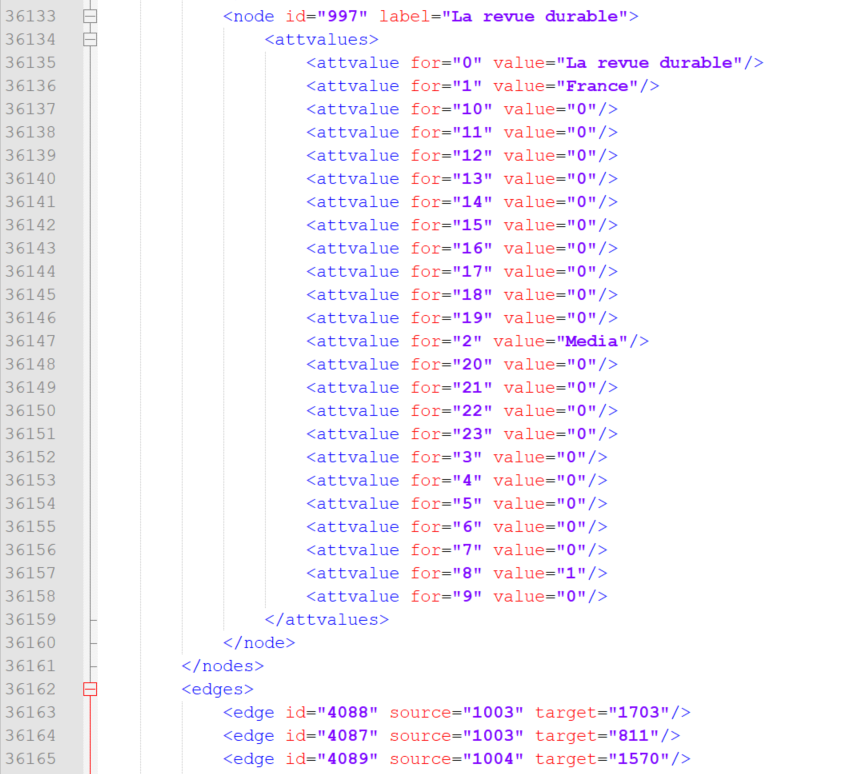 36133 <node id="997" label="La revue durable">
36134 <attvalues>
36135 <attvalue for="0" value="La revue durable"/>
36136 <attvalue for="1" value="France"/>
36137 <attvalue for="10" value="0"/>
36138 <attvalue for="11" value="0"/>
36139 <attvalue for="12" value="0"/>
36140 <attvalue for="13" value="0"/>
36141 <attvalue for="14" value="0"/>
36142 <attvalue for="15" value="0"/>
36143 <attvalue for="16" value="0"/>
36144 <attvalue for="17" value="0"/>
36145 <attvalue for="18" value="0"/>
36146 <attvalue for="19" value="0"/>
36147 <attvalue for="2" value="Media"/>
36148 <attvalue for="20" value="0"/>
36149 <attvalue for="21" value="0"/>
36150 <attvalue for="22" value="0"/>
36151 <attvalue for="23" value="0"/>
36152 <attvalue for="3" value="0"/>
36153 <attvalue for="4" value="0"/>
36154 <attvalue for="5" value="0"/>
36155 <attvalue for="6" value="0"/>
36156 <attvalue for="7" value="0"/>
36157 <attvalue for="8" value="1"/>
36158 <attvalue for="9" value="0"/>
36159 </attvalues>
36160 </node>
36161 </nodes>
36162 <edges>
36163 <edge id="4088" source="1003" target="1703"/>
36164 <edge id="4087" source="1003" target="811"/>
36165 <edge id="4089" source="1004" target="1570"/>